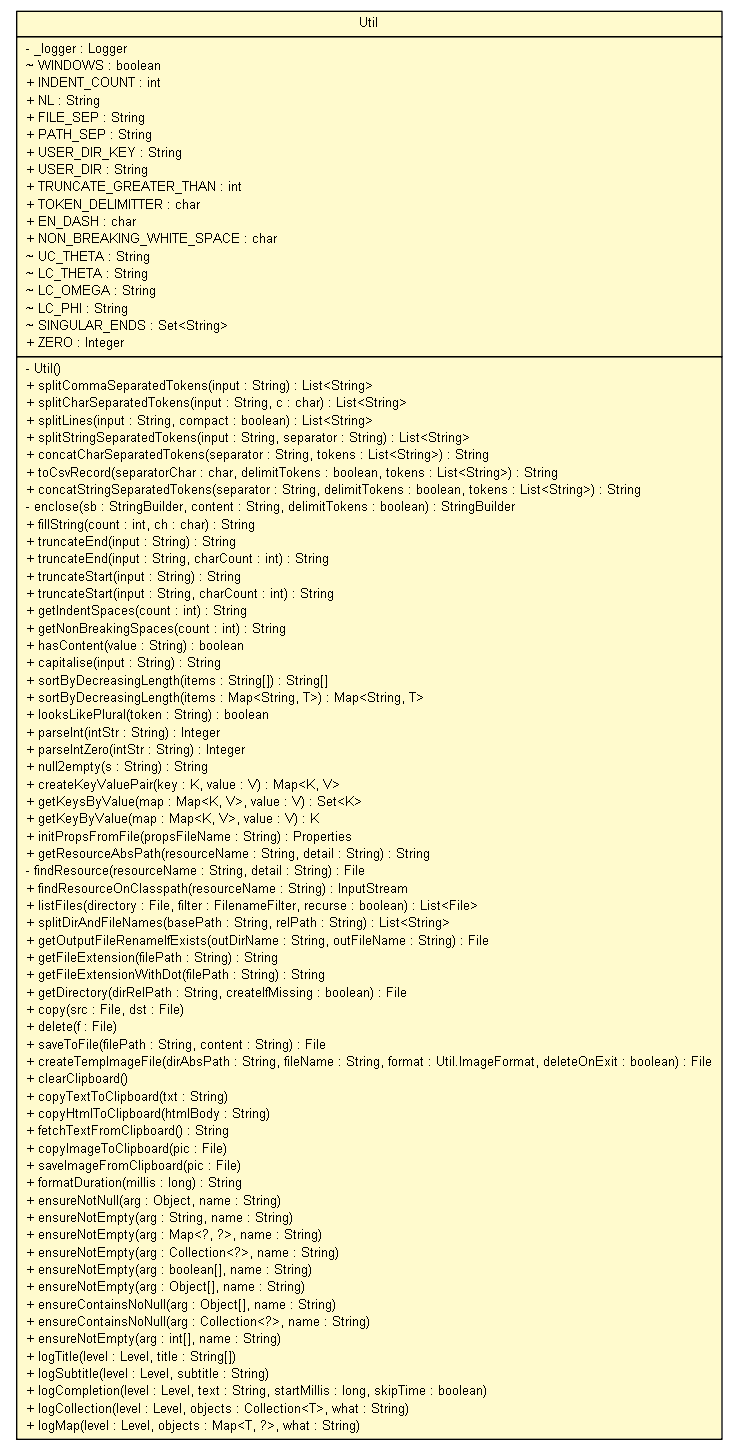 Util
- _logger : Logger
~ WINDOWS : boolean
+ INDENT_COUNT : int
+ NL : String
+ FILE_SEP : String
+ PATH_SEP : String
+ USER_DIR_KEY : String
+ USER_DIR : String
+ TRUNCATE_GREATER_THAN : int
+ TOKEN_DELIMITTER : char
+ EN_DASH : char
+ NON_BREAKING_WHITE_SPACE : char
~ UC_THETA : String
~ LC_THETA : String
~ LC_OMEGA : String
~ LC_PHI : String
~ SINGULAR_ENDS : Set<String>
+ ZERO : Integer
- Util()
+ splitCommaSeparatedTokens(input : String) : List<String>
+ splitCharSeparatedTokens(input : String, c : char) : List<String>
+ splitLines(input : String, compact : boolean) : List<String>
+ splitStringSeparatedTokens(input : String, separator : String) : List<String>
+ concatCharSeparatedTokens(separator : String, tokens : List<String>) : String
+ toCsvRecord(separatorChar : char, delimitTokens : boolean, tokens : List<String>) : String
+ concatStringSeparatedTokens(separator : String, delimitTokens : boolean, tokens : List<String>) : String
- enclose(sb : StringBuilder, content : String, delimitTokens : boolean) : StringBuilder
+ fillString(count : int, ch : char) : String
+ truncateEnd(input : String) : String
+ truncateEnd(input : String, charCount : int) : String
+ truncateStart(input : String) : String
+ truncateStart(input : String, charCount : int) : String
+ getIndentSpaces(count : int) : String
+ getNonBreakingSpaces(count : int) : String
+ hasContent(value : String) : boolean
+ capitalise(input : String) : String
+ sortByDecreasingLength(items : String[]) : String[]
+ sortByDecreasingLength(items : Map<String, T>) : Map<String, T>
+ looksLikePlural(token : String) : boolean
+ parseInt(intStr : String) : Integer
+ parseIntZero(intStr : String) : Integer
+ null2empty(s : String) : String
+ createKeyValuePair(key : K, value : V) : Map<K, V>
+ getKeysByValue(map : Map<K, V>, value : V) : Set<K>
+ getKeyByValue(map : Map<K, V>, value : V) : K
+ initPropsFromFile(propsFileName : String) : Properties
+ getResourceAbsPath(resourceName : String, detail : String) : String
- findResource(resourceName : String, detail : String) : File
+ findResourceOnClasspath(resourceName : String) : InputStream
+ listFiles(directory : File, filter : FilenameFilter, recurse : boolean) : List<File>
+ splitDirAndFileNames(basePath : String, relPath : String) : List<String>
+ getOutputFileRenameIfExists(outDirName : String, outFileName : String) : File
+ getFileExtension(filePath : String) : String
+ getFileExtensionWithDot(filePath : String) : String
+ getDirectory(dirRelPath : String, createIfMissing : boolean) : File
+ copy(src : File, dst : File)
+ delete(f : File)
+ saveToFile(filePath : String, content : String) : File
+ createTempImageFile(dirAbsPath : String, fileName : String, format : Util.ImageFormat, deleteOnExit : boolean) : File
+ clearClipboard()
+ copyTextToClipboard(txt : String)
+ copyHtmlToClipboard(htmlBody : String)
+ fetchTextFromClipboard() : String
+ copyImageToClipboard(pic : File)
+ saveImageFromClipboard(pic : File)
+ formatDuration(millis : long) : String
+ ensureNotNull(arg : Object, name : String)
+ ensureNotEmpty(arg : String, name : String)
+ ensureNotEmpty(arg : Map<?, ?>, name : String)
+ ensureNotEmpty(arg : Collection<?>, name : String)
+ ensureNotEmpty(arg : boolean[], name : String)
+ ensureNotEmpty(arg : Object[], name : String)
+ ensureContainsNoNull(arg : Object[], name : String)
+ ensureContainsNoNull(arg : Collection<?>, name : String)
+ ensureNotEmpty(arg : int[], name : String)
+ logTitle(level : Level, title : String[])
+ logSubtitle(level : Level, subtitle : String)
+ logCompletion(level : Level, text : String, startMillis : long, skipTime : boolean)
+ logCollection(level : Level, objects : Collection<T>, what : String)
+ logMap(level : Level, objects : Map<T, ?>, what : String)